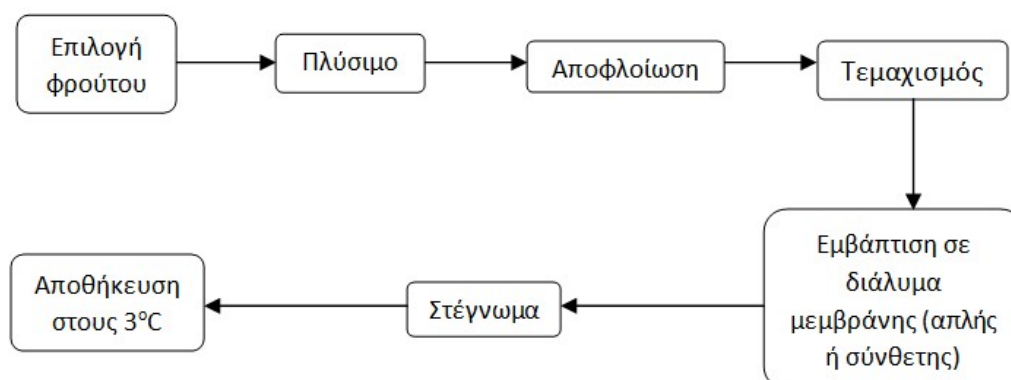 Επιλογή
φρούτου
Πλύσιμο
Αποφλοίωση
Τεμαχισμός
Εμβάπτιση σε
διάλυμα
μεμβράνης (απλής
ή σύνθετης)
Στέγνωμα
Αποθήκευση
στους 3°C